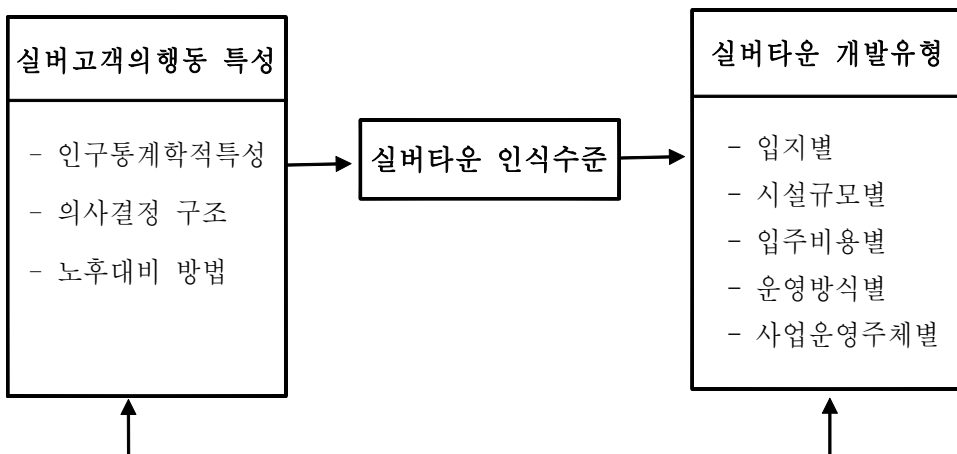 실버고객의행동 특성
- 인구통계학적특성
- 의사결정 구조
- 노후대비 방법
실버타운 인식수준
실버타운 개발유형
- 입지별
- 시설규모별
- 입주비용별
- 운영방식별
- 사업운영주체별